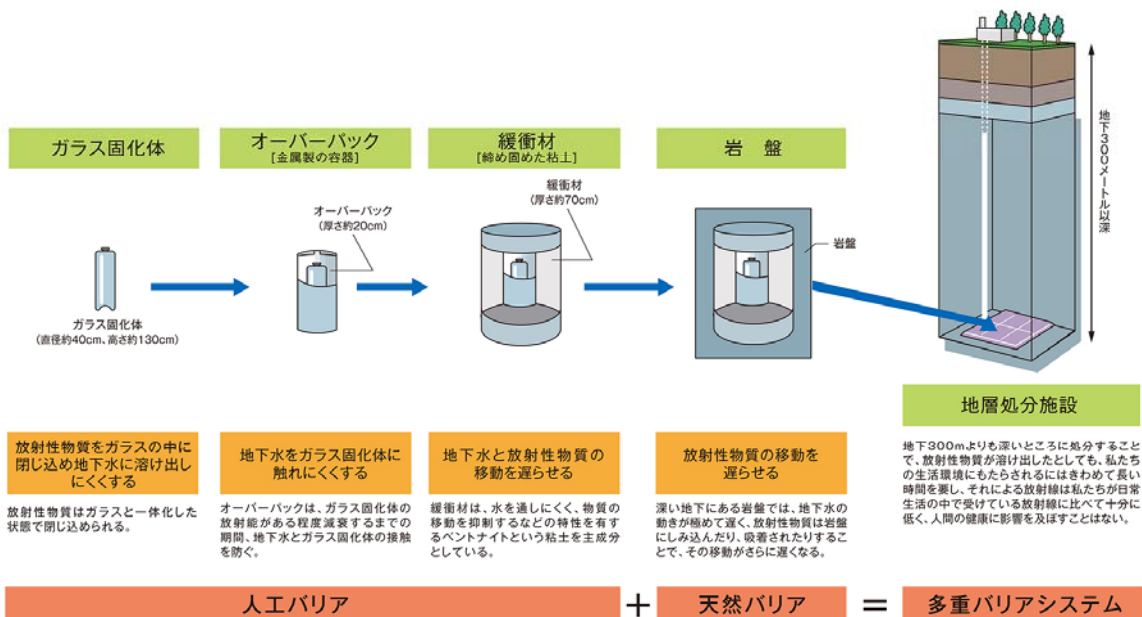 ガラス固化体
オーバーパック
[金属製の容器]
緩衝材
[締め固めた粘土]
岩 盤
オーバーパック
(厚さ約20cm)
緩衝材
(厚さ約70cm)
岩盤
地下300メートル以深
ガラス固化体
(直径約40cm、高さ約130cm)
地層処分施設
放射性物質をガラスの中に
閉じ込め地下水に溶け出し
にくくする
地下水をガラス固化体に
触れにくくする
地下水と放射性物質の
移動を遅らせる
放射性物質の移動を
遅らせる
放射性物質はガラスと一体化した
状態で閉じ込められる。
オーバーパックは、ガラス固化体の
放射能がある程度減衰するまでの
期間、地下水とガラス固化体の接触
を防ぐ。
緩衝材は、水を通しにくく、物質の
移動を抑制するなどの特性を有す
るベントナイトという粘土を主成分
としている。
深い地下にある岩盤では、地下水の
動きが極めて遅く、放射性物質は岩盤
にしみ込んだり、吸着されたりするこ
とで、その移動がさらに遅くなる。
地下300mよりも深いところに処分すること
で、放射性物質が溶け出したとしても、私たち
の生活環境にもたらされるにはきわめて長い
時間を要し、それによる放射線は私たちが日常
生活の中で受けている放射線に比べて十分に
低く、人間の健康に影響を及ぼすことはない。
人工バリア
+
天然バリア
=
多重バリアシステム